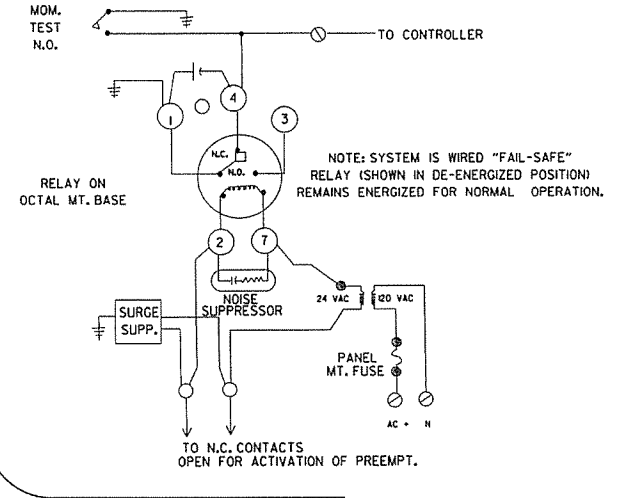 MOM.
TEST
N.O.
TO CONTROLLER
1
4
3
N.C.
N.O.
NOTE: SYSTEM IS WIRED "FAIL-SAFE"
RELAY (SHOWN IN DE-ENERGIZED POSITION)
REMAINS ENERGIZED FOR NORMAL OPERATION.
RELAY ON
OCTAL MT. BASE
2
7
NOISE
SUPPRESSOR
24 VAC
120 VAC
SURGE
SUPP.
PANEL
MT. FUSE
AC +
N
TO N.C. CONTACTS
OPEN FOR ACTIVATION OF PREEMPT.